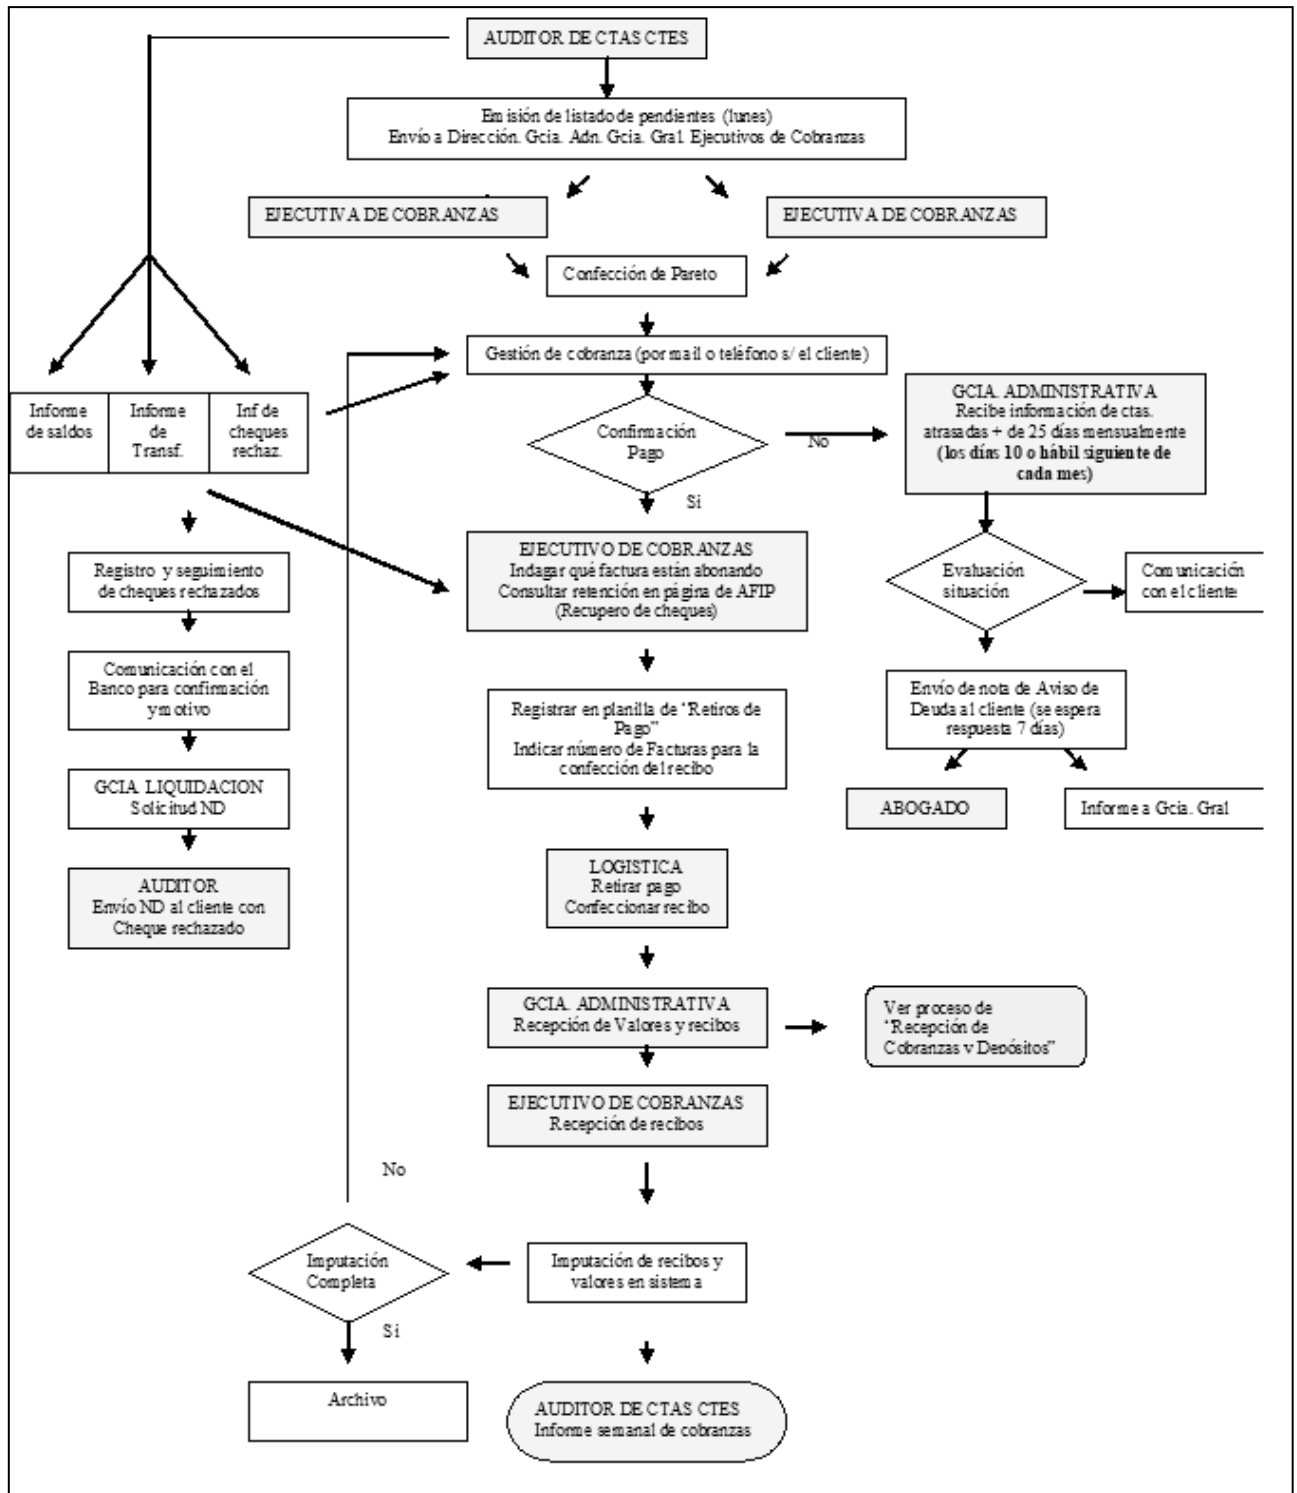 AUDITOR DE CTAS CTES
Emisión de listado de pendientes (lunes)
Envío a Dirección. Gcia. Adn. Gcia. Gral. Ejecutivos de Cobranzas
EJECUTIVA DE COBRANZAS
EJECUTIVA DE COBRANZAS
Confección de Pareto
Gestión de cobranza (por mail o teléfono s/ el cliente)
Informe
de saldos
Informe
de
Transf.
Inf de
cheques
rechaz.
Confirmación
Pago
No
Si
GCIA. ADMINISTRATIVA
Recibe información de ctas.
atrasadas + de 25 días mensualmente
(los días 10 o hábil siguiente de
cada mes)
Registro y seguimiento
de cheques rechazados
EJECUTIVO DE COBRANZAS
Indagar qué factura están abonando
Consultar retención en página de AFIP
(Recupero de cheques)
Evaluación
situación
Comunicación
con el cliente
Comunicación con el
Banco para confirmación
y motivo
Registrar en planilla de "Retiros de
Pago"
Indicar número de Facturas para la
confección del recibo
Envío de nota de Aviso de
Deuda al cliente (se espera
respuesta 7 días)
GCIA. LIQUIDACION
Solicitud ND
ABOGADO
Informe a Gcia. Gral
AUDITOR
Envío ND al cliente con
Cheque rechazado
LOGISTICA
Retirar pago
Confeccionar recibo
GCIA. ADMINISTRATIVA
Recepción de Valores y recibos
Ver proceso de
"Recepción de
Cobranzas y Depósitos"
EJECUTIVO DE COBRANZAS
Recepción de recibos
No
Imputación
Completa
Imputación de recibos y
valores en sistema
Si
Archivo
AUDITOR DE CTAS CTES
Informe semanal de cobranzas